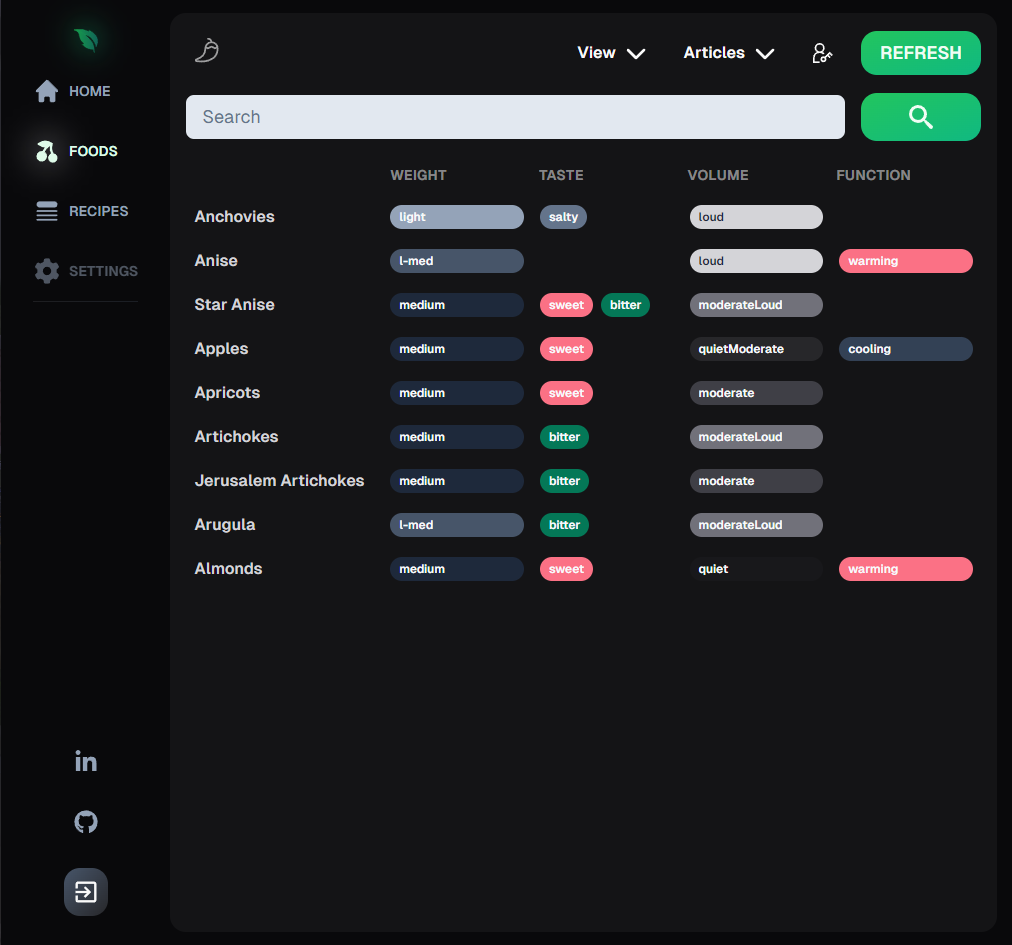 View Articles REFRESH
HOME
Search
FOODS
WEIGHT TASTE VOLUME FUNCTION
RECIPES
Anchovies light salty loud
Anise l-med loud warming
SETTINGS
Star Anise medium sweet bitter moderateLoud
Apples medium sweet quietModerate cooling
Apricots medium sweet moderate
Artichokes medium bitter moderateLoud
Jerusalem Artichokes medium bitter moderate
Arugula l-med bitter moderateLoud
Almonds medium sweet quiet warming
in